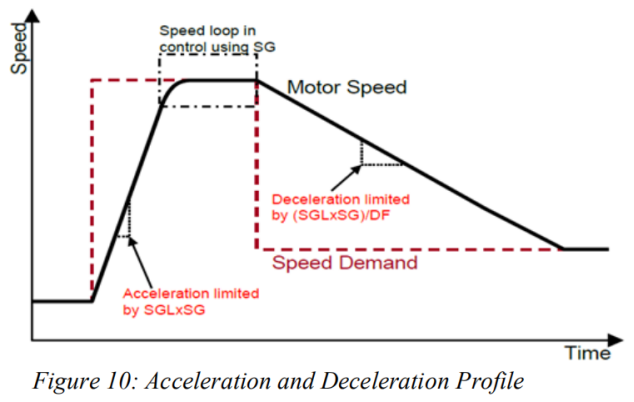 Speed
Speed loop in
control using SG
Motor Speed
Deceleration limited
by (SGLxSG)/DF
Speed Demand
Acceleration limited
by SGLxSG
Time
Figure 10: Acceleration and Deceleration Profile